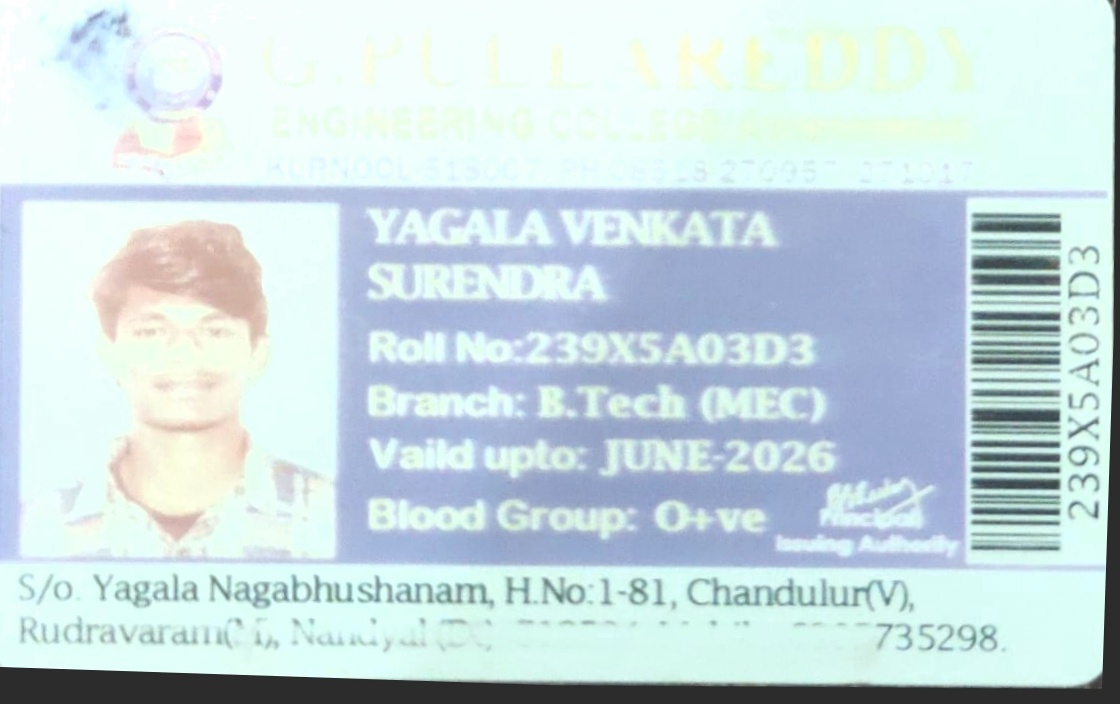 G.PULLAREDDY
ENGINEERING COLLEGE
KURNOOL-518007. PH:08518-270957, 271017
YAGALA VENKATA
SURENDRA
Roll No:239X5A03D3
Branch: B.Tech (MEC)
Vaild upto: JUNE-2026
Blood Group: O+ve
Principal
Issuing Authority
239X5A03D3
S/o. Yagala Nagabhushanam, H.No:1-81, Chandulur(V),
Rudravaram(M), Nandyal (Dt), 735298.